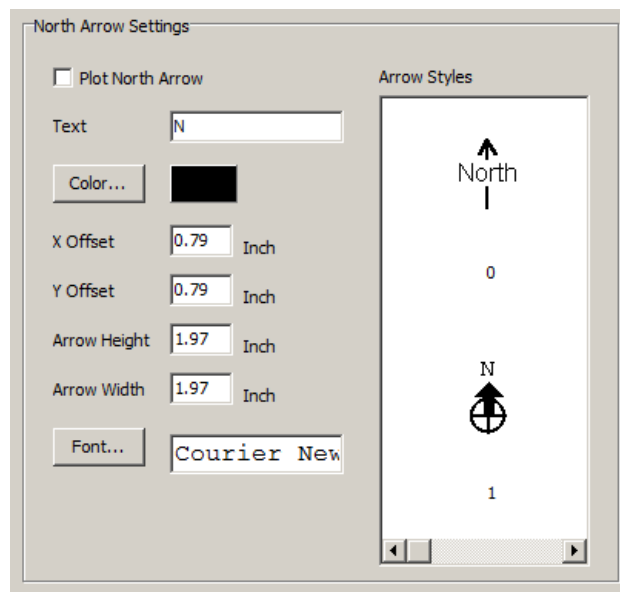 North Arrow Settings
Plot North Arrow
Arrow Styles
Text
N
Color...
X Offset
0.79
Inch
Y Offset
0.79
Inch
Arrow Height
1.97
Inch
Arrow Width
1.97
Inch
Font...
Courier New
North
0
N
1